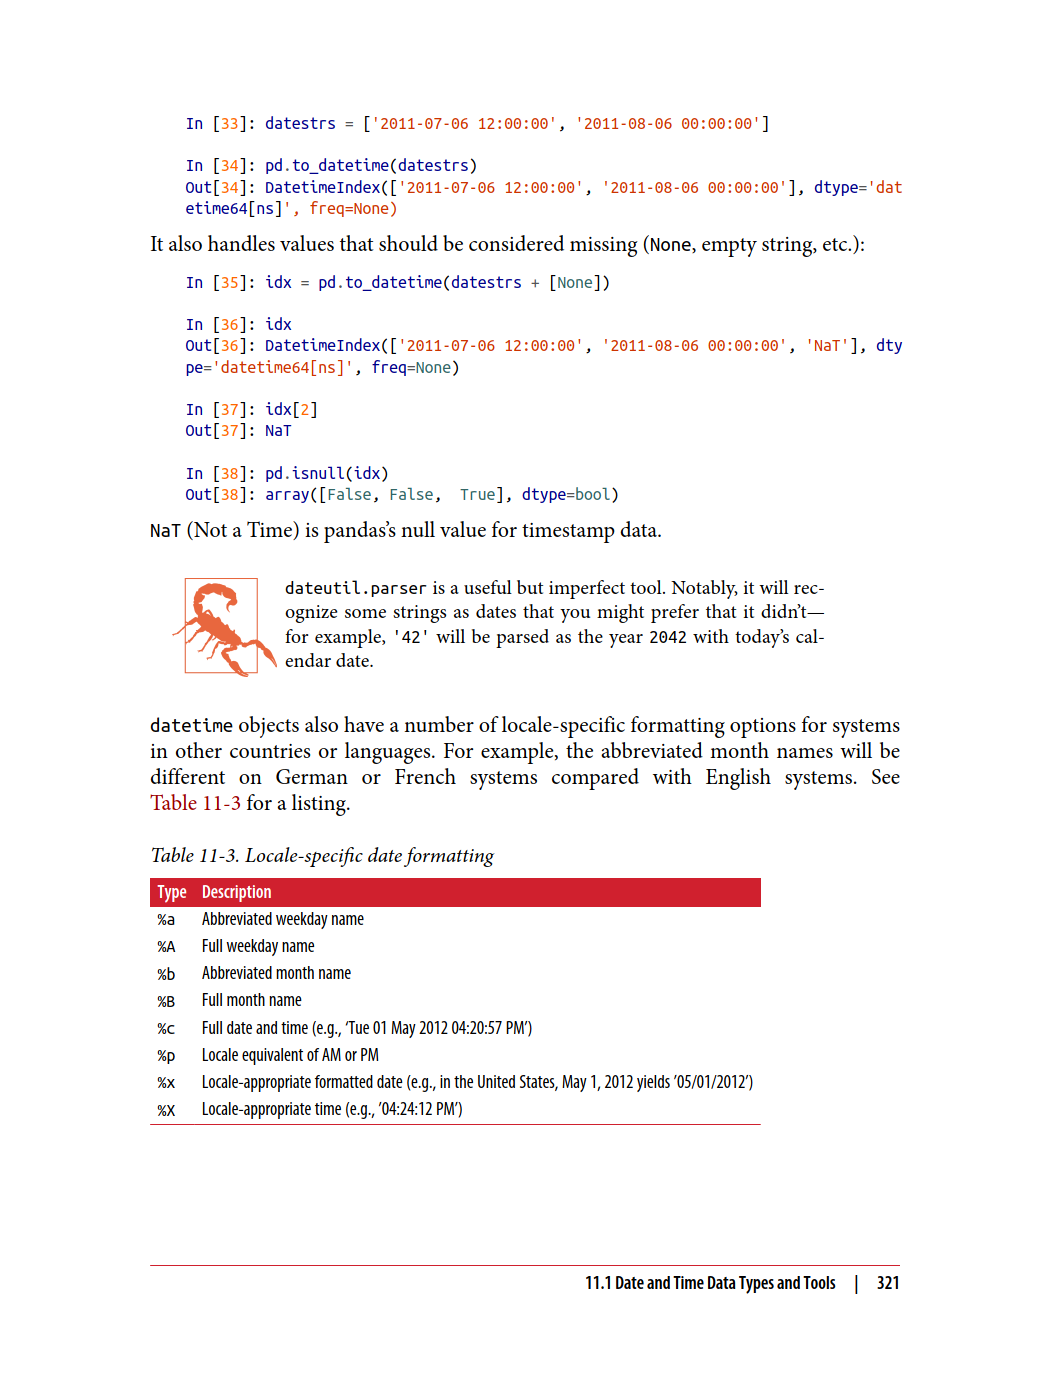 In [33]: datestrs = ['2011-07-06 12:00:00', '2011-08-06 00:00:00']
In [34]: pd.to_datetime(datestrs)
Out[34]: DatetimeIndex(['2011-07-06 12:00:00', '2011-08-06 00:00:00'], dtype='dat
etime64[ns]', freq=None)
It also handles values that should be considered missing (None, empty string, etc.):
In [35]: idx = pd.to_datetime(datestrs + [None])
In [36]: idx
Out[36]: DatetimeIndex(['2011-07-06 12:00:00', '2011-08-06 00:00:00', 'NaT'], dty
pe='datetime64[ns]', freq=None)
In [37]: idx[2]
Out[37]: NaT
In [38]: pd.isnull(idx)
Out[38]: array([False, False,  True], dtype=bool)
NaT (Not a Time) is pandas’s null value for timestamp data.
dateutil.parser is a useful but imperfect tool. Notably, it will rec-
ognize some strings as dates that you might prefer that it didn’t—
for example, '42' will be parsed as the year 2042 with today’s cal-
endar date.
datetime objects also have a number of locale-specific formatting options for systems
in other countries or languages. For example, the abbreviated month names will be
different on German or French systems compared with English systems. See
Table 11-3 for a listing.
Table 11-3. Locale-specific date formatting
Type Description
%a Abbreviated weekday name
%A Full weekday name
%b Abbreviated month name
%B Full month name
%c Full date and time (e.g., ‘Tue 01 May 2012 04:20:57 PM’)
%p Locale equivalent of AM or PM
%x Locale-appropriate formatted date (e.g., in the United States, May 1, 2012 yields ’05/01/2012’)
%X Locale-appropriate time (e.g., ’04:24:12 PM’)
11.1 Date and Time Data Types and Tools | 321